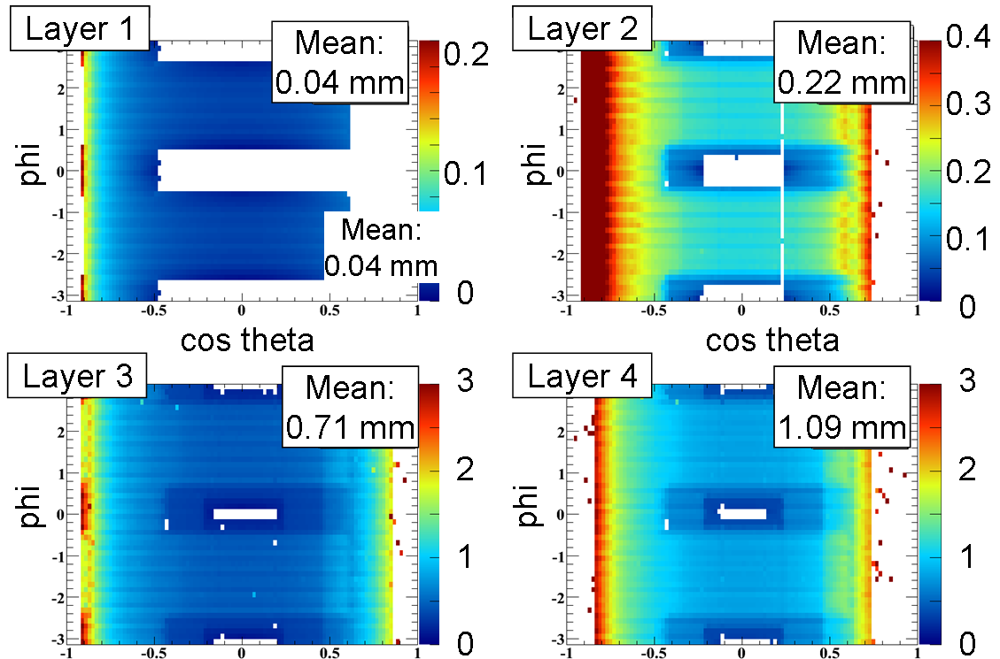 Layer 1
Mean:
0.04 mm
0.2
0.1
0
phi
2
1
0
-1
-2
-3
Mean:
0.04 mm
-1 -0.5 0 0.5 1
cos theta
Layer 2
Mean:
0.22 mm
0.4
0.3
0.2
0.1
0
phi
2
1
0
-1
-2
-3
-1 -0.5 0 0.5 1
cos theta
Layer 3
Mean:
0.71 mm
3
2
1
0
phi
2
1
0
-1
-2
-3
-1 -0.5 0 0.5 1
Layer 4
Mean:
1.09 mm
3
2
1
0
phi
2
1
0
-1
-2
-3
-1 -0.5 0 0.5 1